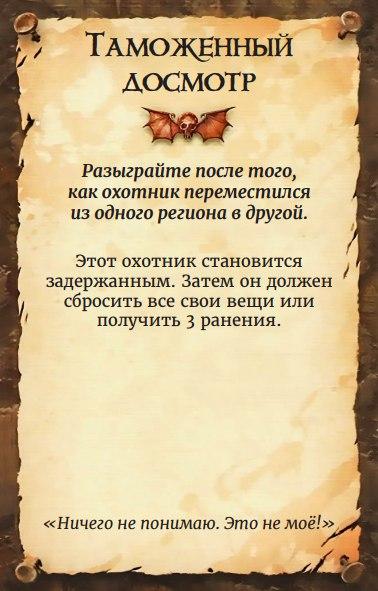 Таможенный
досмотр
Разыграйте после того,
как охотник переместился
из одного региона в другой.
Этот охотник становится
задержанным. Затем он должен
сбросить все свои вещи или
получить 3 ранения.
«Ничего не понимаю. Это не моё!»